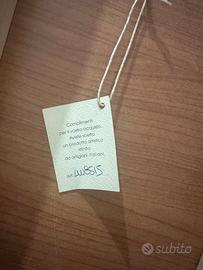 Complimenti
per il vostro acquisto.
Avete scelto
un prodotto artistico
ideato
da artigiani italiani.
subito